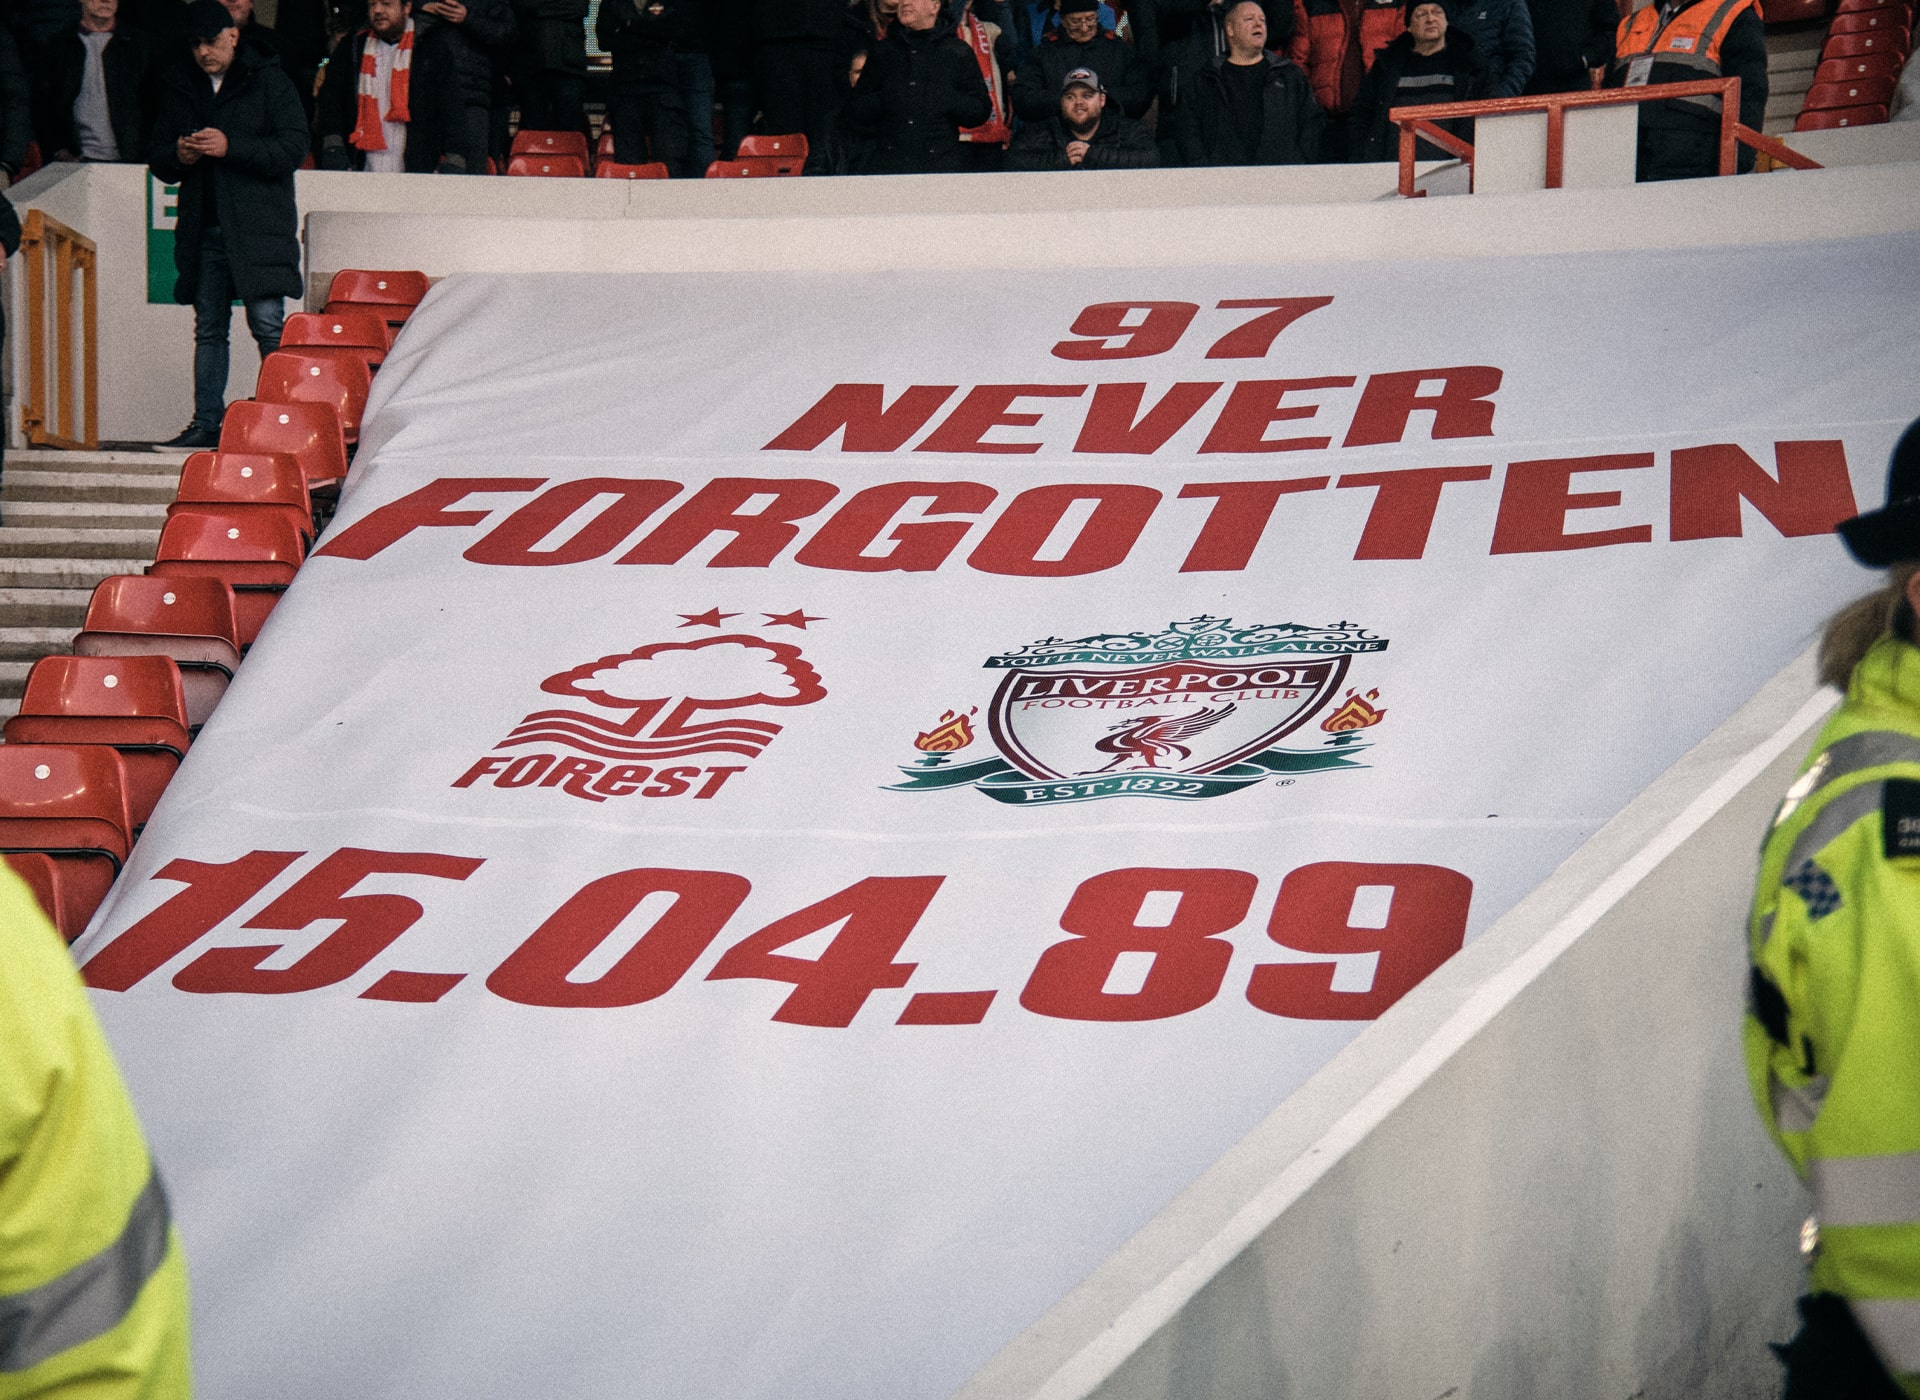 97
NEVER
FORGOTTEN
YOU'LL NEVER WALK ALONE
LIVERPOOL
FOOTBALL CLUB
EST·1892
®
FOREST
15.04.89